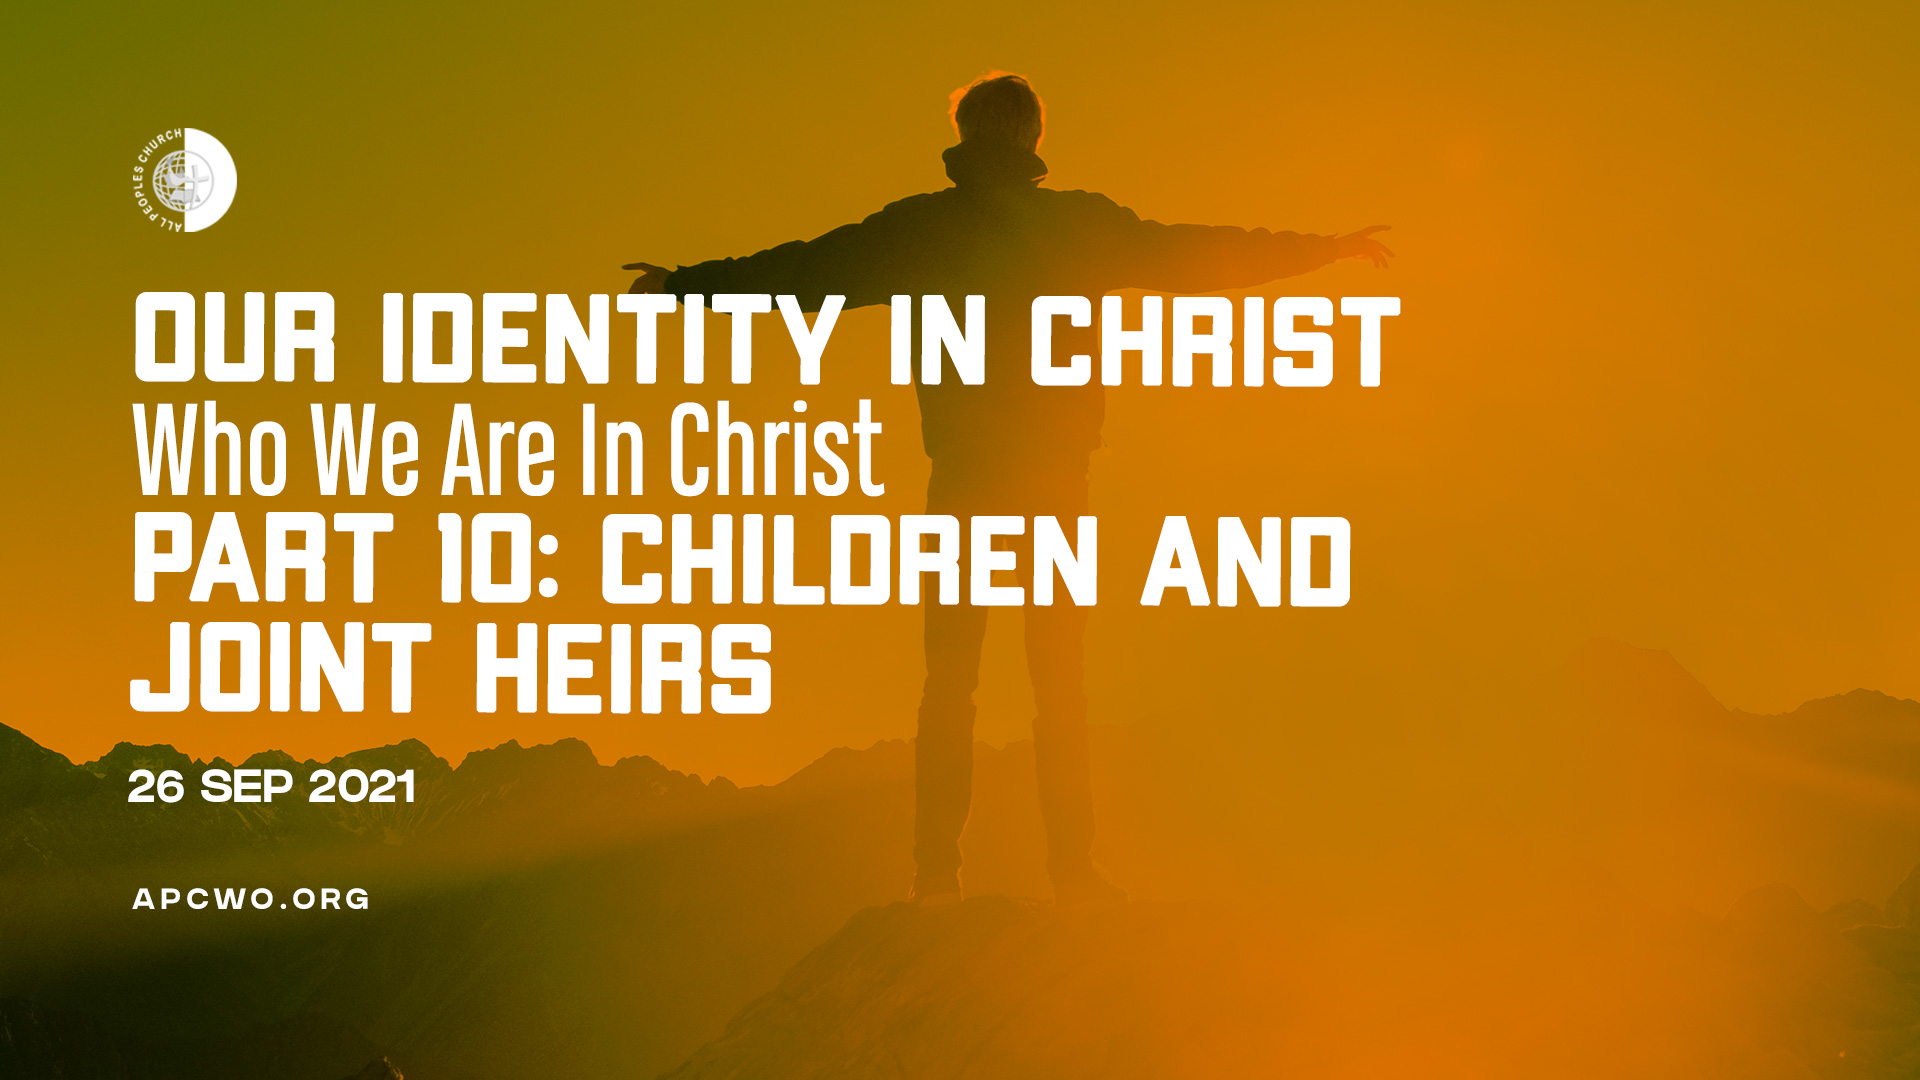 ALL PEOPLES CHURCH
OUR IDENTITY IN CHRIST
Who We Are In Christ
PART 10: CHILDREN AND
JOINT HEIRS
26 SEP 2021
APCWO.ORG